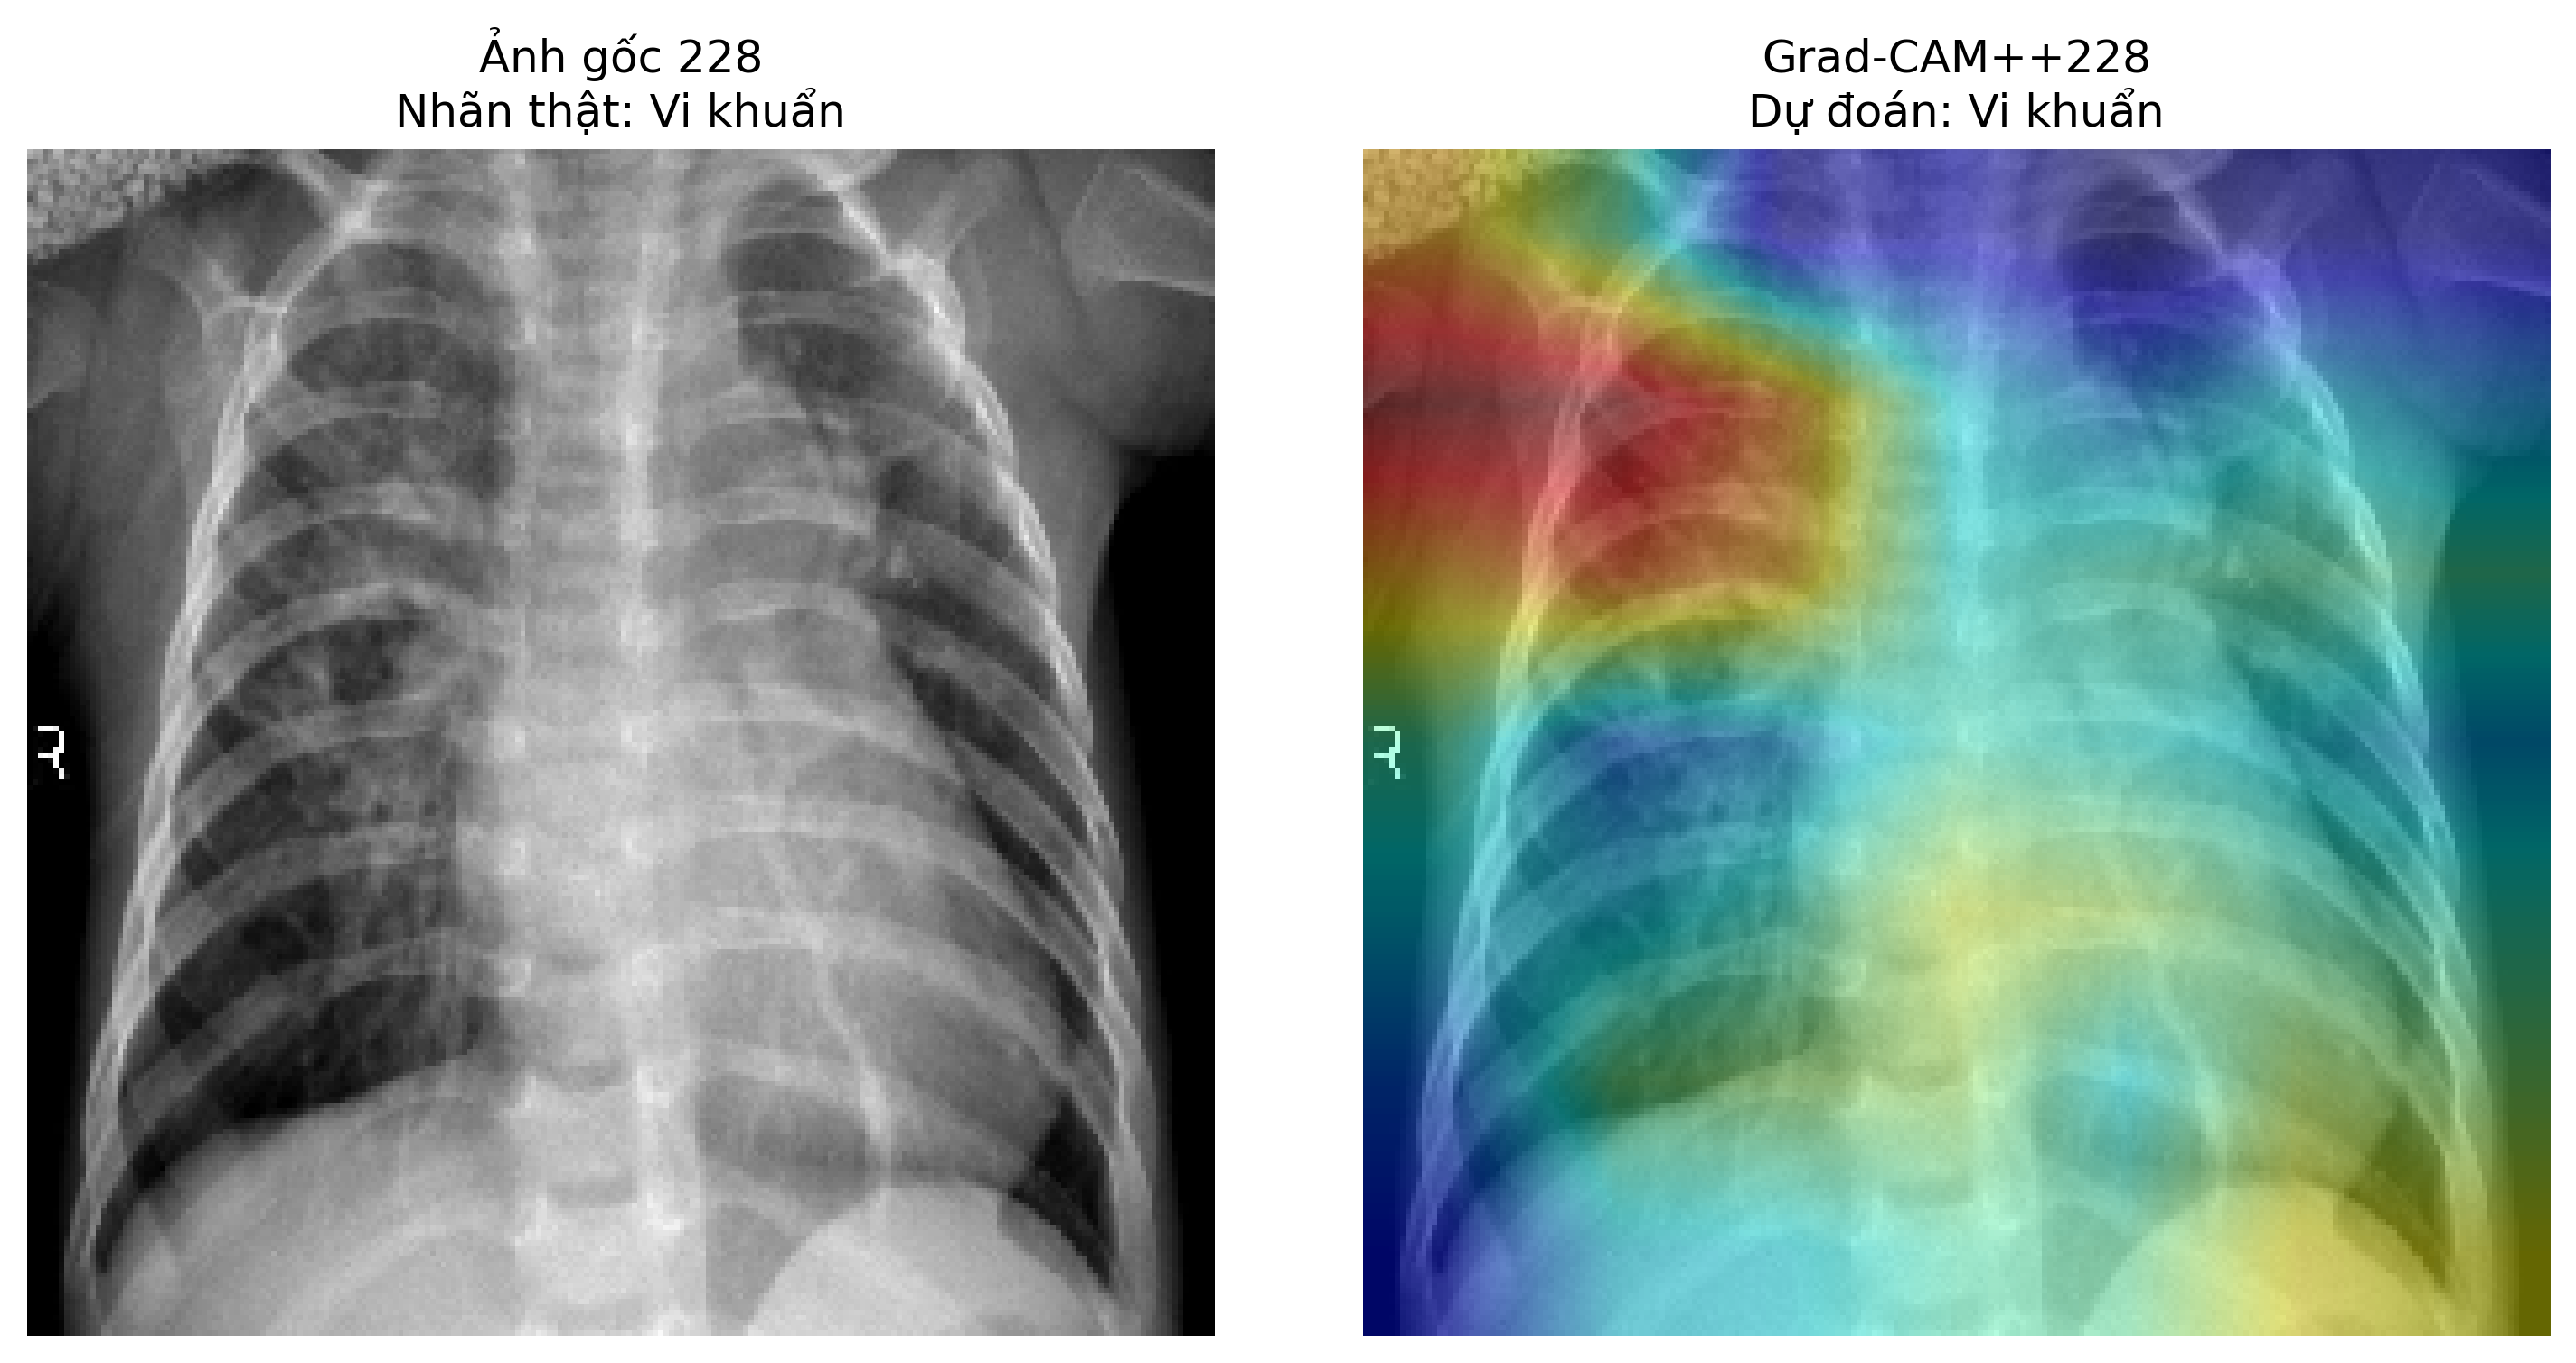 Ảnh gốc 228
Nhãn thật: Vi khuẩn
Grad-CAM++228
Dự đoán: Vi khuẩn